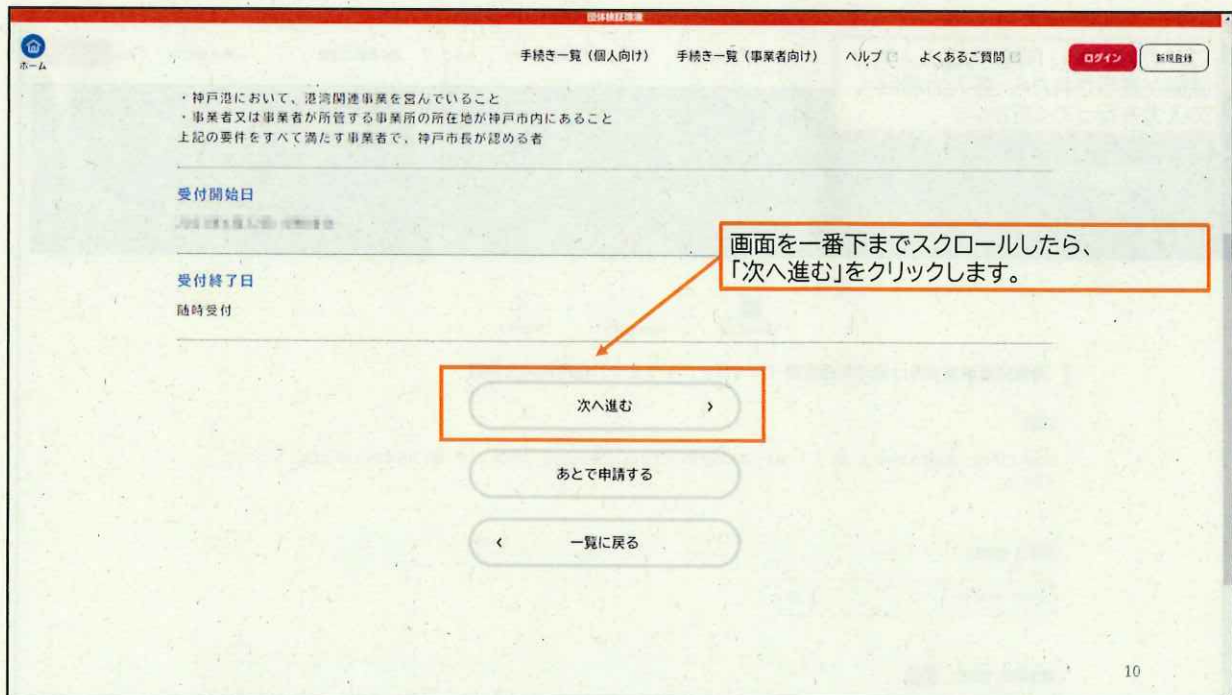 団体検証環境
ホーム
手続き一覧（個人向け） 手続き一覧（事業者向け） ヘルプ よくあるご質問 ログイン 新規登録
・神戸港において、港湾関連事業を営んでいること
・事業者又は事業者が所管する事業所の所在地が神戸市内にあること
上記の要件をすべて満たす事業者で、神戸市長が認める者
受付開始日
画面を一番下までスクロールしたら、
「次へ進む」をクリックします。
受付終了日
随時受付
次へ進む
あとで申請する
一覧に戻る
10